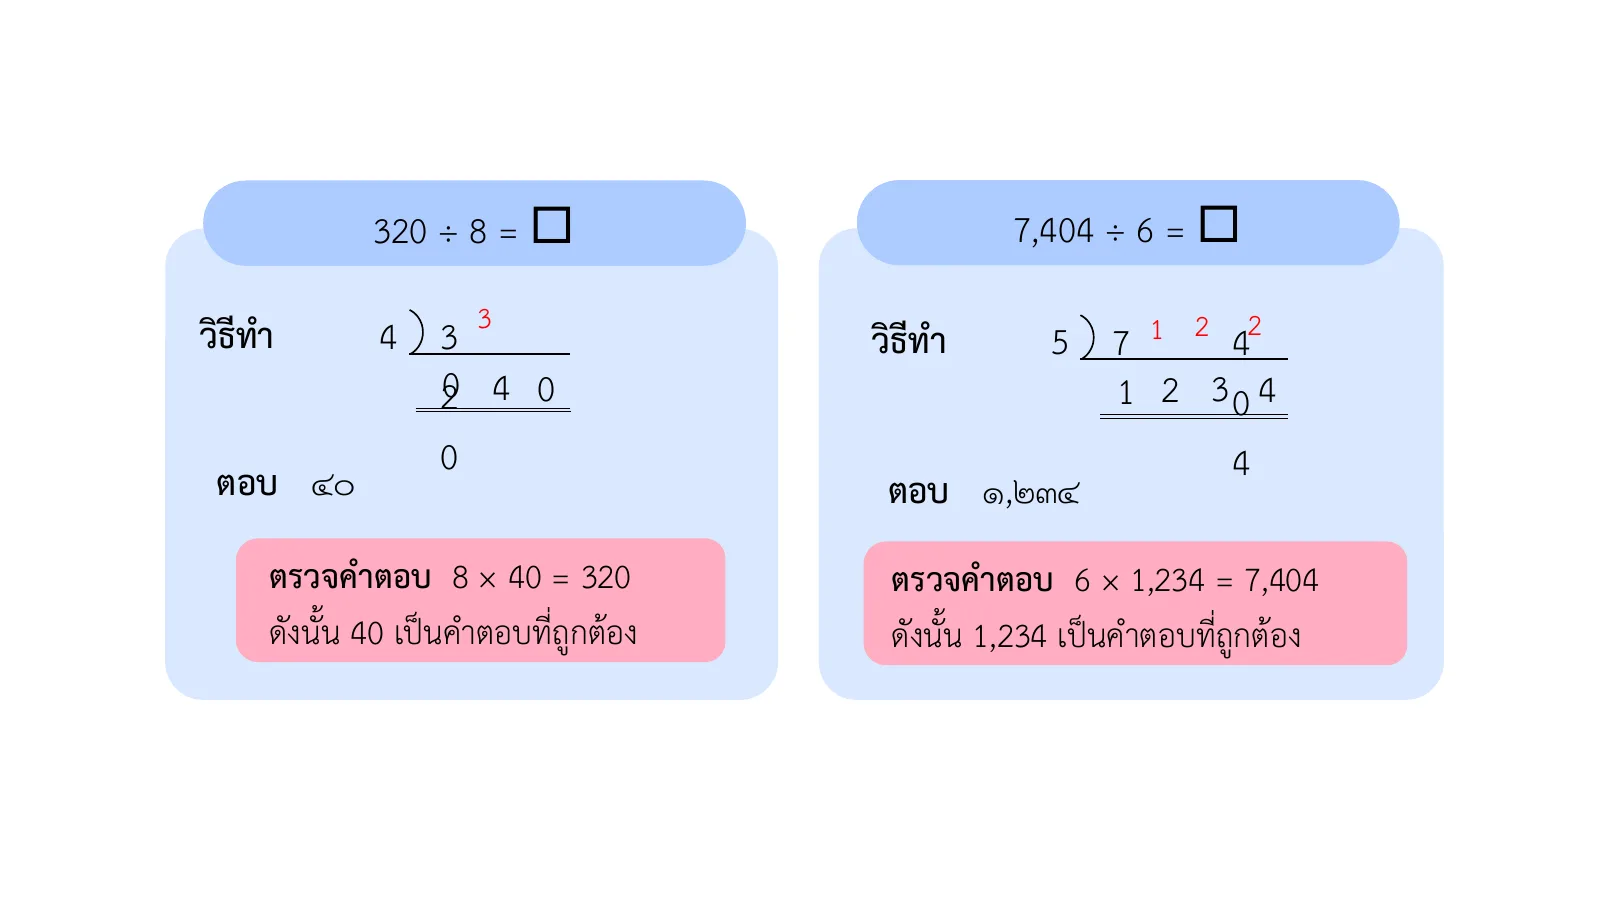 320 ÷ 8 = □
วิธีทำ 4 ) 3 3
2
0 4 0
0
ตอบ ๔๐
ตรวจคำตอบ 8 × 40 = 320
ดังนั้น 40 เป็นคำตอบที่ถูกต้อง
7,404 ÷ 6 = □
วิธีทำ 5 ) 7 1 2 4 2
1 2 3 0 4
4
ตอบ ๑,๒๓๔
ตรวจคำตอบ 6 × 1,234 = 7,404
ดังนั้น 1,234 เป็นคำตอบที่ถูกต้อง